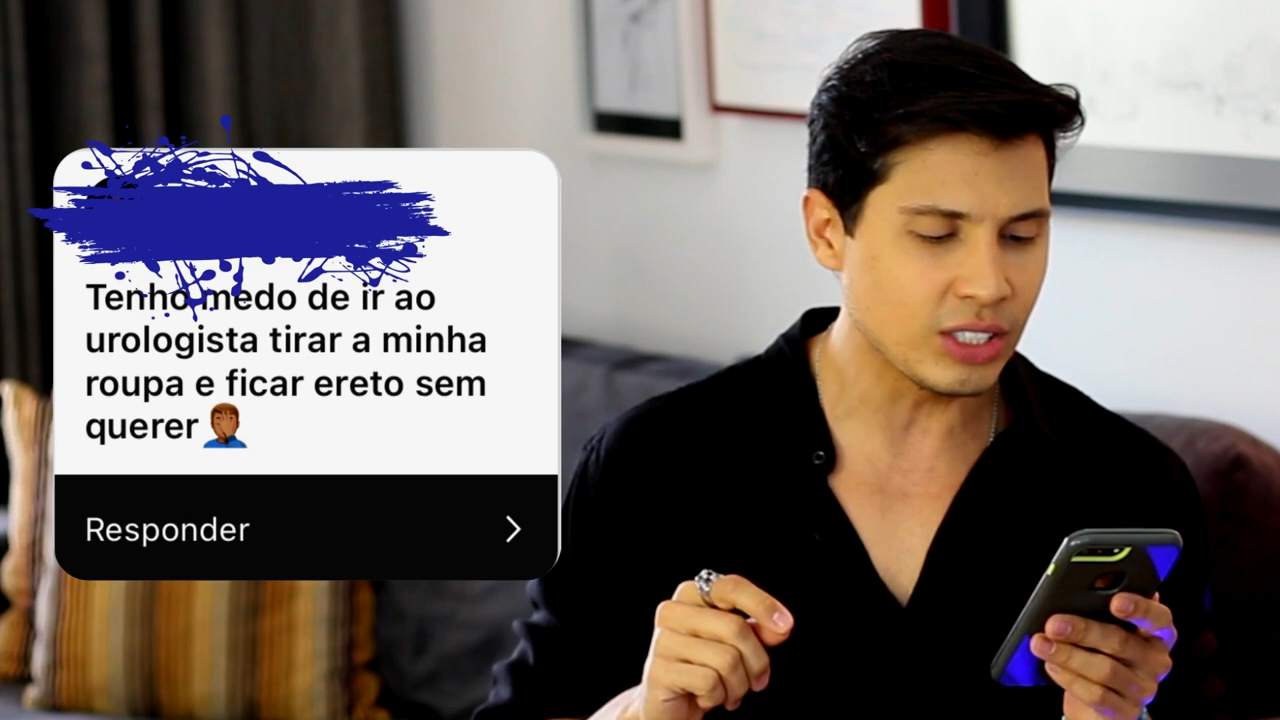 Tenho medo de ir ao
urologista tirar a minha
roupa e ficar ereto sem
querer 🤦🏾‍♂️
Responder